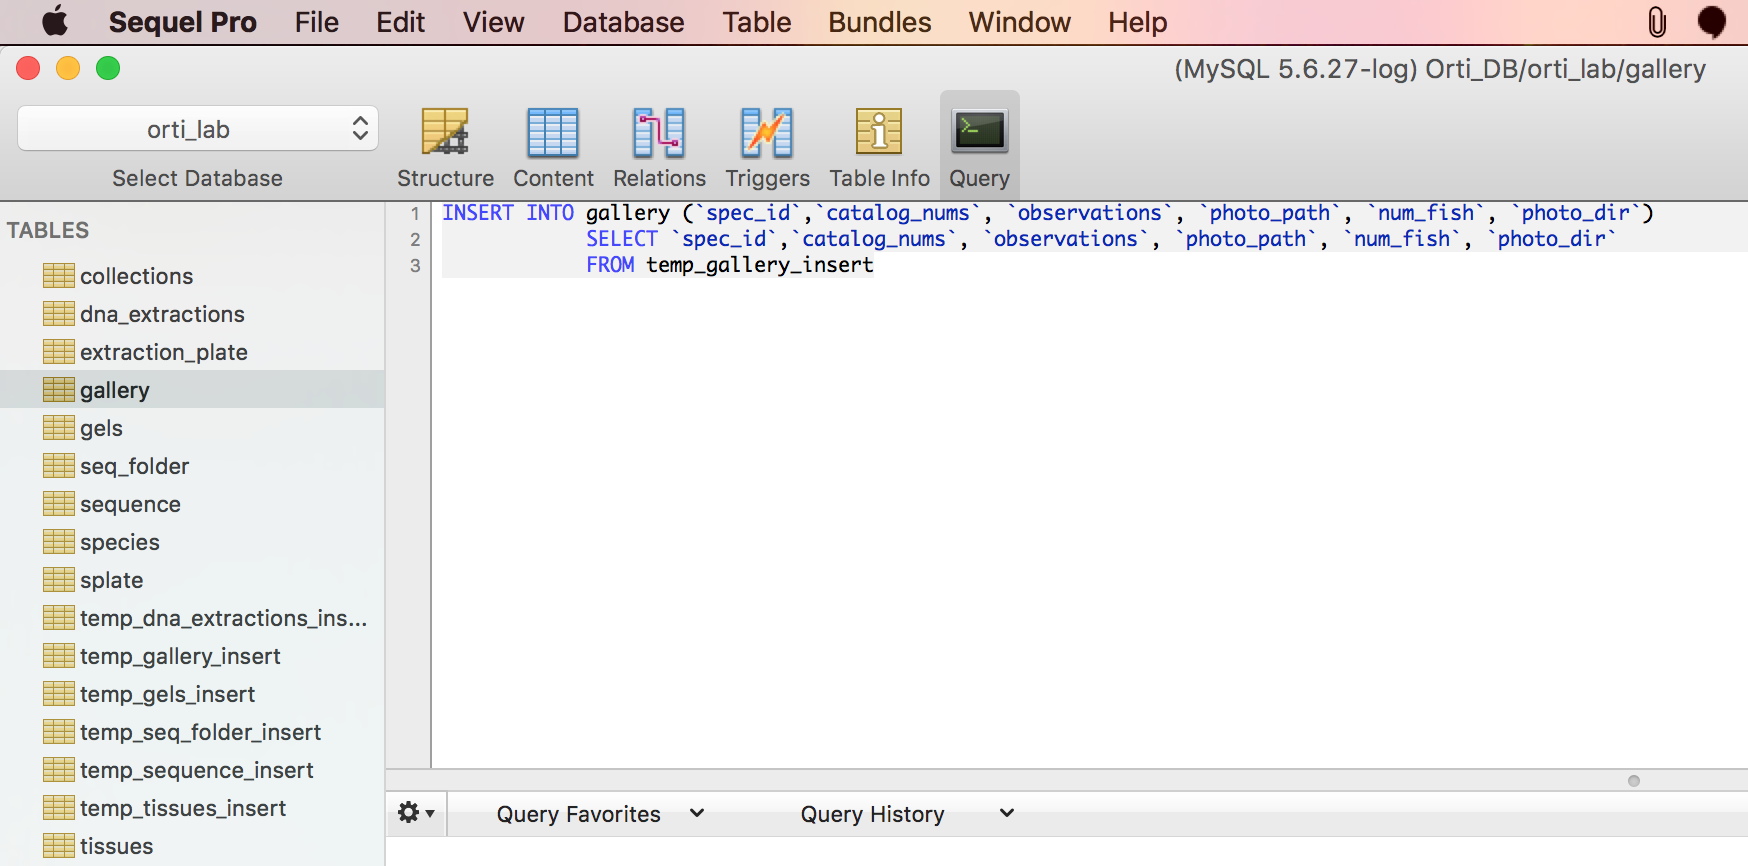 Sequel Pro File Edit View Database Table Bundles Window Help
(MySQL 5.6.27-log) Orti_DB/orti_lab/gallery
orti_lab
Select Database
Structure Content Relations Triggers Table Info Query
TABLES
collections
dna_extractions
extraction_plate
gallery
gels
seq_folder
sequence
species
splate
temp_dna_extractions_ins...
temp_gallery_insert
temp_gels_insert
temp_seq_folder_insert
temp_sequence_insert
temp_tissues_insert
tissues
1 INSERT INTO gallery (`spec_id`,`catalog_nums`, `observations`, `photo_path`, `num_fish`, `photo_dir`)
2 SELECT `spec_id`,`catalog_nums`, `observations`, `photo_path`, `num_fish`, `photo_dir`
3 FROM temp_gallery_insert
Query Favorites Query History